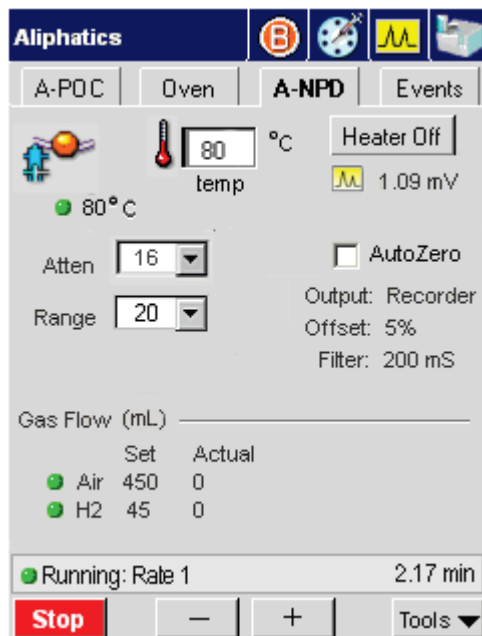 Aliphatics B
A-POC Oven A-NPD Events
80 °C Heater Off
temp 1.09 mV
80°C
Atten 16 AutoZero
Output: Recorder
Range 20 Offset: 5%
Filter: 200 mS
Gas Flow (mL)
Set Actual
Air 450 0
H2 45 0
Running: Rate 1 2.17 min
Stop — + Tools